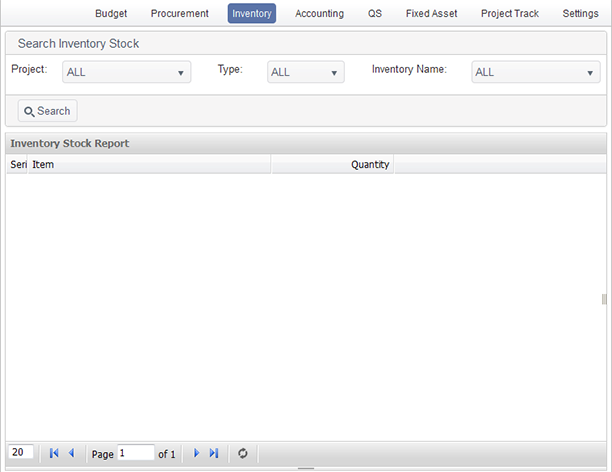 Budget Procurement Inventory Accounting QS Fixed Asset Project Track Settings
Search Inventory Stock
Project: ALL Type: ALL Inventory Name: ALL
Search
Inventory Stock Report
Seri Item Quantity
20 Page 1 of 1